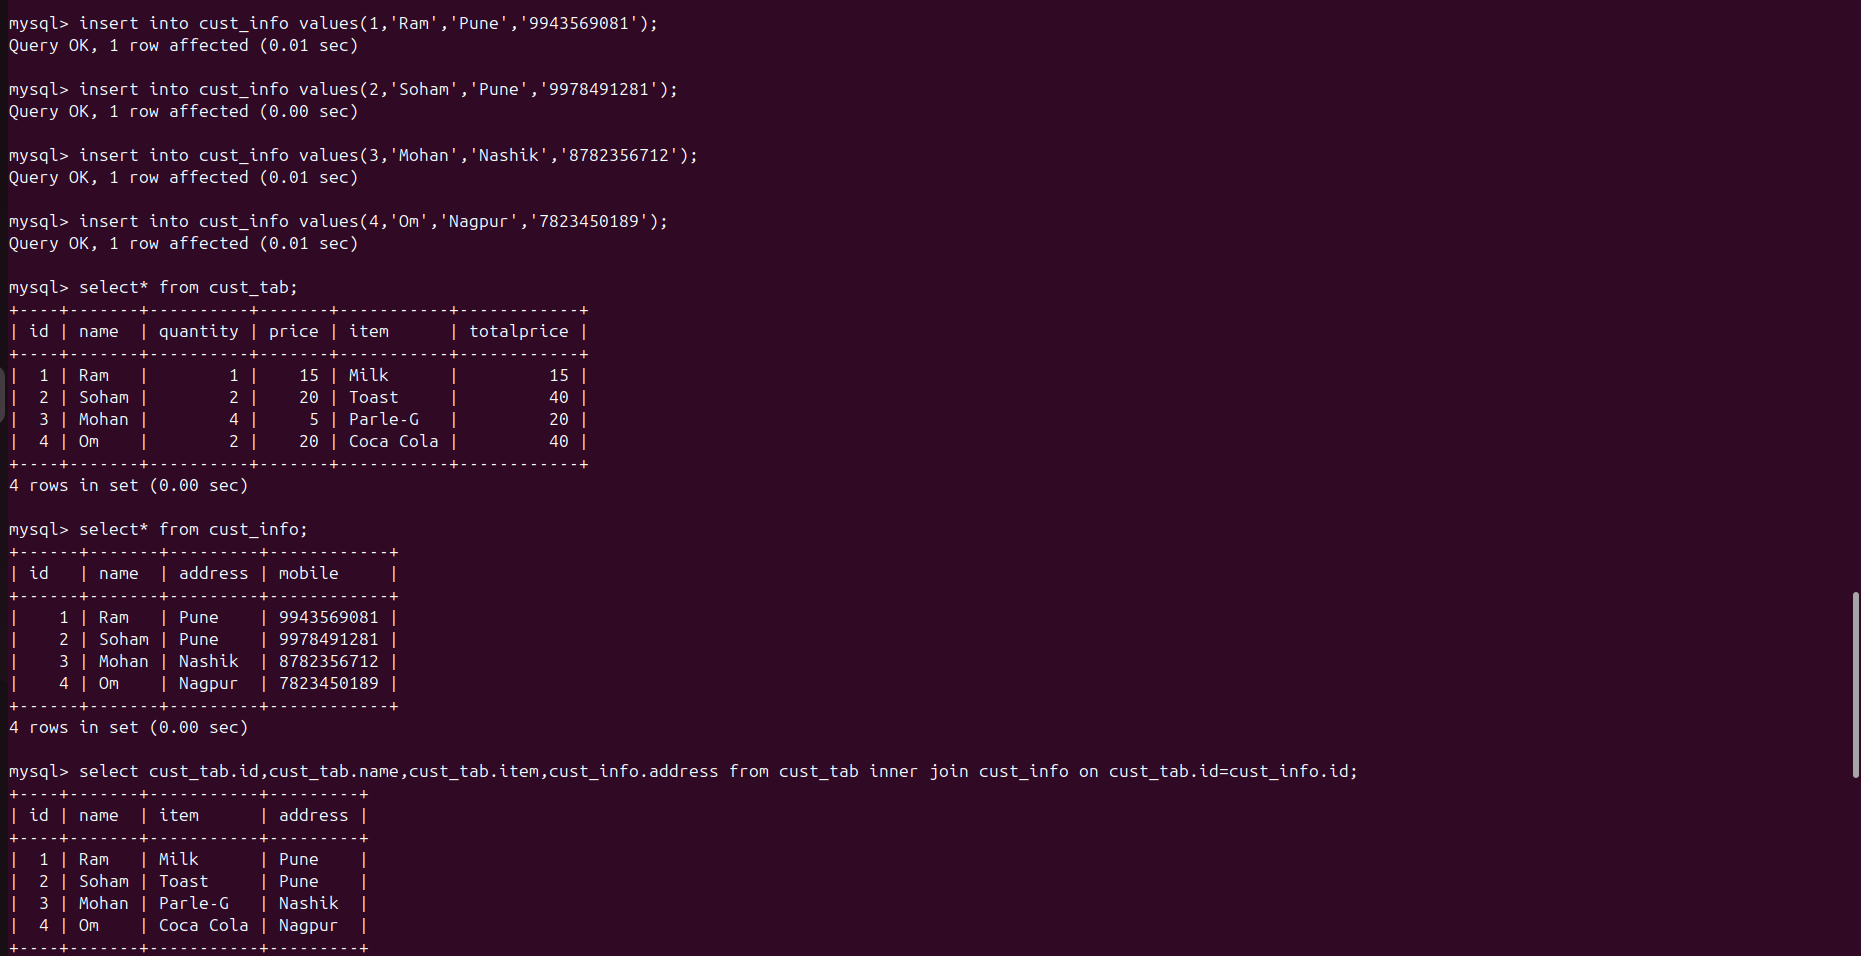 mysql> insert into cust_info values(1,'Ram','Pune','9943569081');
Query OK, 1 row affected (0.01 sec)

mysql> insert into cust_info values(2,'Soham','Pune','9978491281');
Query OK, 1 row affected (0.00 sec)

mysql> insert into cust_info values(3,'Mohan','Nashik','8782356712');
Query OK, 1 row affected (0.01 sec)

mysql> insert into cust_info values(4,'Om','Nagpur','7823450189');
Query OK, 1 row affected (0.01 sec)

mysql> select* from cust_tab;
+----+-------+----------+-------+-----------+------------+
| id | name  | quantity | price | item      | totalprice |
+----+-------+----------+-------+-----------+------------+
|  1 | Ram   |        1 |    15 | Milk      |         15 |
|  2 | Soham |        2 |    20 | Toast     |         40 |
|  3 | Mohan |        4 |     5 | Parle-G   |         20 |
|  4 | Om    |        2 |    20 | Coca Cola |         40 |
+----+-------+----------+-------+-----------+------------+
4 rows in set (0.00 sec)

mysql> select* from cust_info;
+------+-------+---------+------------+
| id   | name  | address | mobile     |
+------+-------+---------+------------+
|    1 | Ram   | Pune    | 9943569081 |
|    2 | Soham | Pune    | 9978491281 |
|    3 | Mohan | Nashik  | 8782356712 |
|    4 | Om    | Nagpur  | 7823450189 |
+------+-------+---------+------------+
4 rows in set (0.00 sec)

mysql> select cust_tab.id,cust_tab.name,cust_tab.item,cust_info.address from cust_tab inner join cust_info on cust_tab.id=cust_info.id;
+----+-------+-----------+---------+
| id | name  | item      | address |
+----+-------+-----------+---------+
|  1 | Ram   | Milk      | Pune    |
|  2 | Soham | Toast     | Pune    |
|  3 | Mohan | Parle-G   | Nashik  |
|  4 | Om    | Coca Cola | Nagpur  |
+----+-------+-----------+---------+